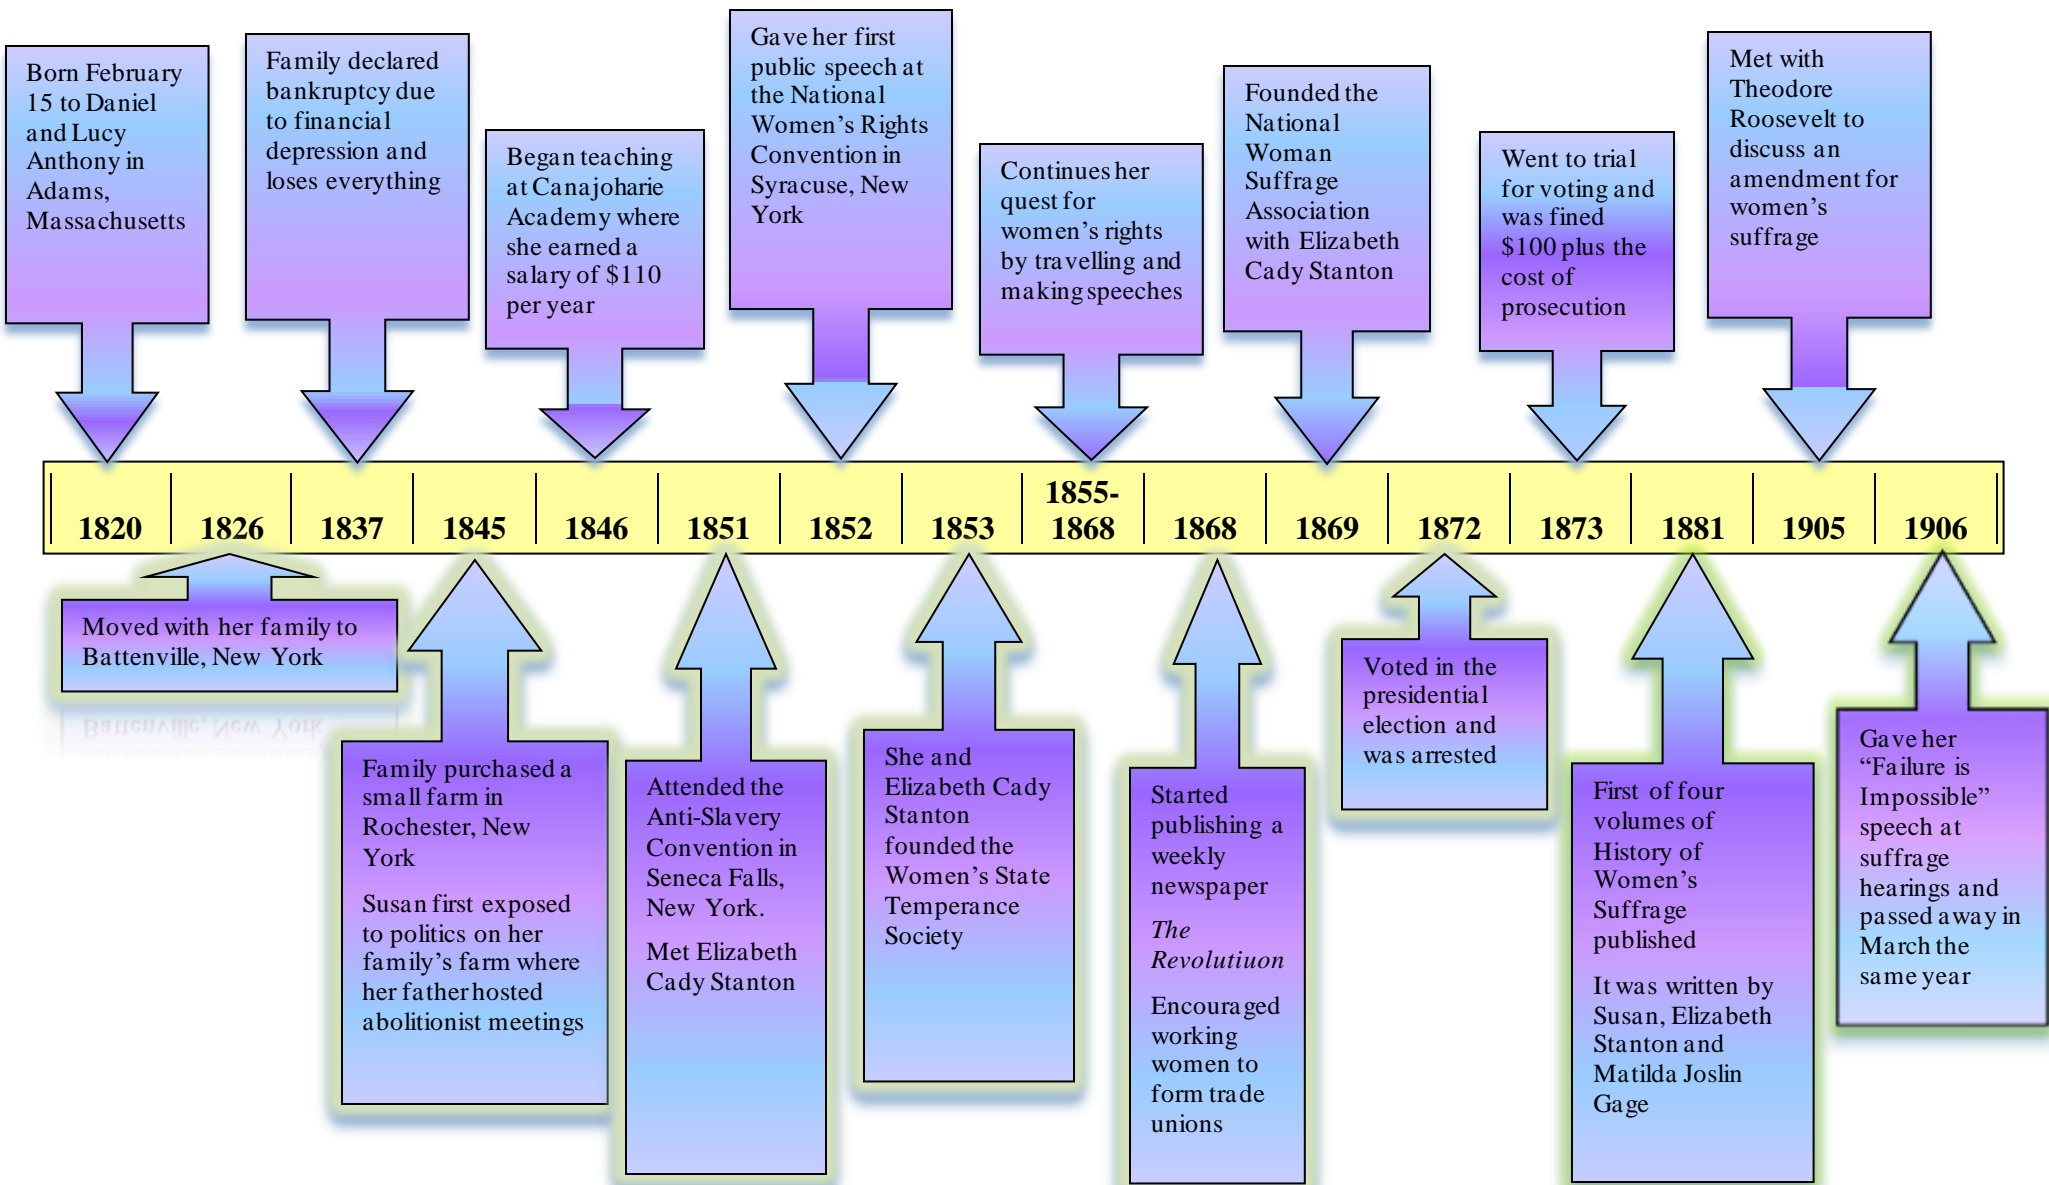 Born February
15 to Daniel
and Lucy
Anthony in
Adams,
Massachusetts
Family declared
bankruptcy due
to financial
depression and
loses everything
Began teaching
at Canajoharie
Academy where
she earned a
salary of $110
per year
Gave her first
public speech at
the National
Women’s Rights
Convention in
Syracuse, New
York
Continues her
quest for
women’s rights
by travelling and
making speeches
Founded the
National
Woman
Suffrage
Association
with Elizabeth
Cady Stanton
Went to trial
for voting and
was fined
$100 plus the
cost of
prosecution
Met with
Theodore
Roosevelt to
discuss an
amendment for
women’s
suffrage
1820
1826
1837
1845
1846
1851
1852
1853
1855-
1868
1868
1869
1872
1873
1881
1905
1906
Moved with her family to
Battenville, New York
Family purchased a
small farm in
Rochester, New
York
Susan first exposed
to politics on her
family’s farm where
her father hosted
abolitionist meetings
Attended the
Anti-Slavery
Convention in
Seneca Falls,
New York.
Met Elizabeth
Cady Stanton
She and
Elizabeth Cady
Stanton
founded the
Women’s State
Temperance
Society
Started
publishing a
weekly
newspaper
The
Revolutiuon
Encouraged
working
women to
form trade
unions
Voted in the
presidential
election and
was arrested
First of four
volumes of
History of
Women’s
Suffrage
published
It was written by
Susan, Elizabeth
Stanton and
Matilda Joslin
Gage
Gave her
“Failure is
Impossible”
speech at
suffrage
hearings and
passed away in
March the
same year